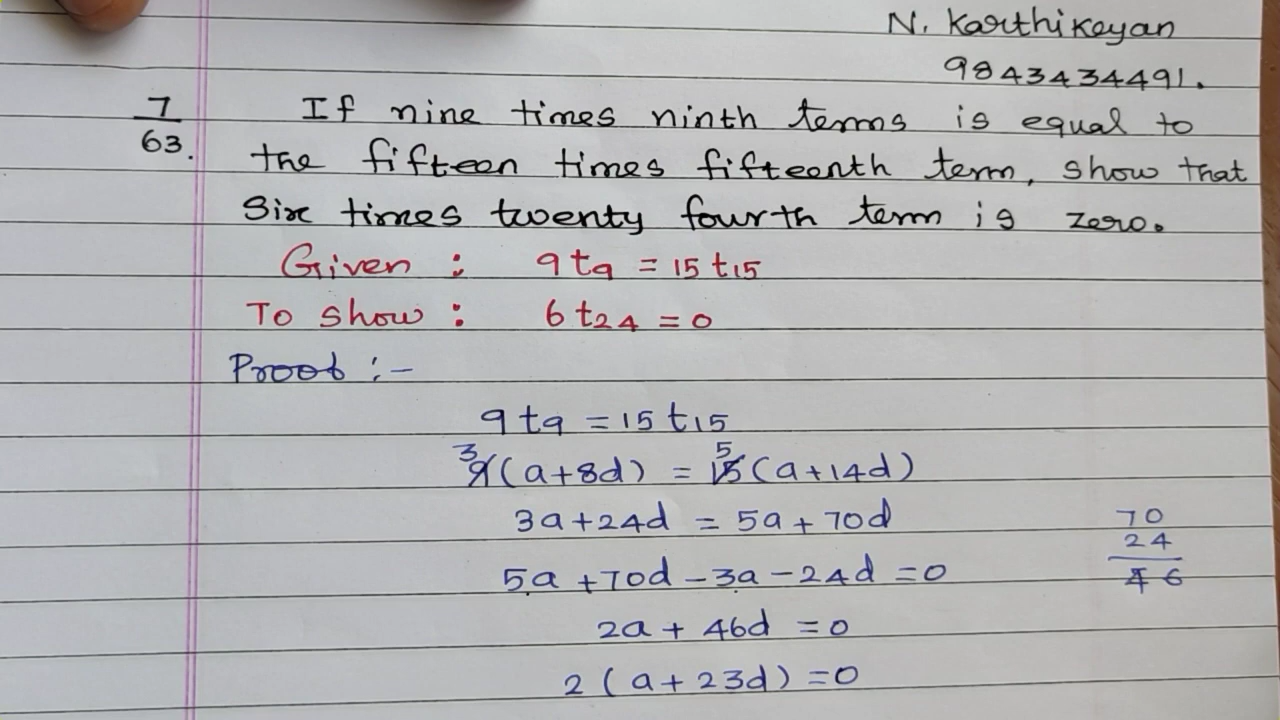 N. Karthikeyan
9843434491.
7/63. If nine times ninth terms is equal to
the fifteen times fifteenth term, show that
Six times twenty fourth term is zero.
Given : 9t₉ = 15t₁₅
To show : 6t₂₄ = 0
Proof :-
9t₉ = 15t₁₅
3 5
9(a+8d) = 15(a+14d)
3a+24d = 5a+70d
70
24
46
5a+70d-3a-24d=0
2a+46d=0
2(a+23d)=0